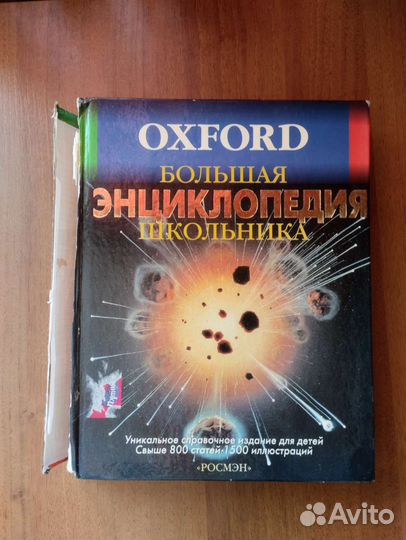 OXFORD
БОЛЬШАЯ
ЭНЦИКЛОПЕДИЯ
ШКОЛЬНИКА
Уникальное справочное издание для детей
Свыше 800 статей·1500 иллюстраций
«РОСМЭН»
Avito